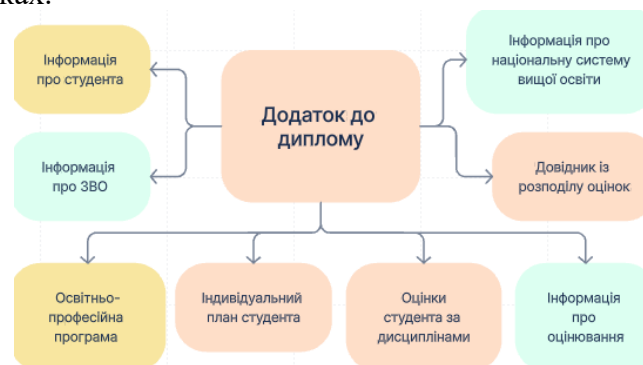 ках.
Інформація
про студента
Додаток до
диплому
Інформація про
національну систему
вищої освіти
Інформація
про ЗВО
Довідник із
розподілу оцінок
Освітньо-
професійна
програма
Індивідуальний
план студента
Оцінки
студента за
дисциплінами
Інформація
про
оцінювання